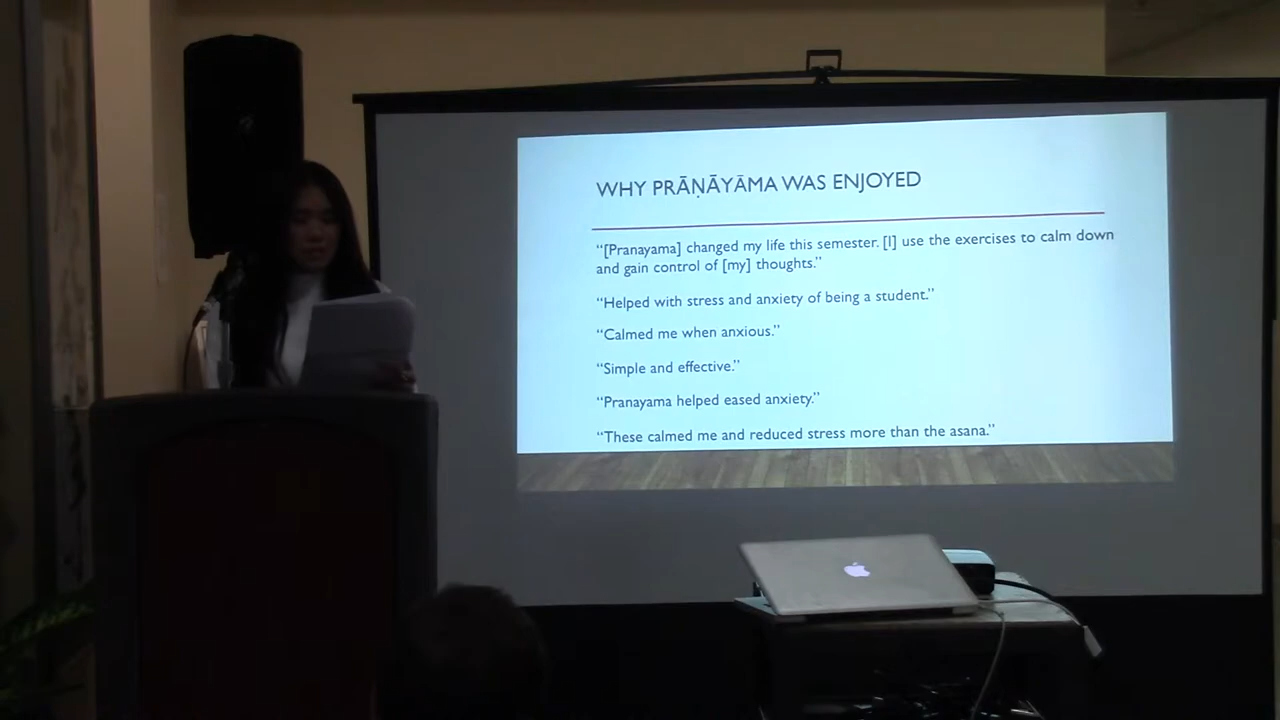 WHY PRĀṆĀYĀMA WAS ENJOYED
“[Pranayama] changed my life this semester. [I] use the exercises to calm down
and gain control of [my] thoughts.”
“Helped with stress and anxiety of being a student.”
“Calmed me when anxious.”
“Simple and effective.”
“Pranayama helped eased anxiety.”
“These calmed me and reduced stress more than the asana.”